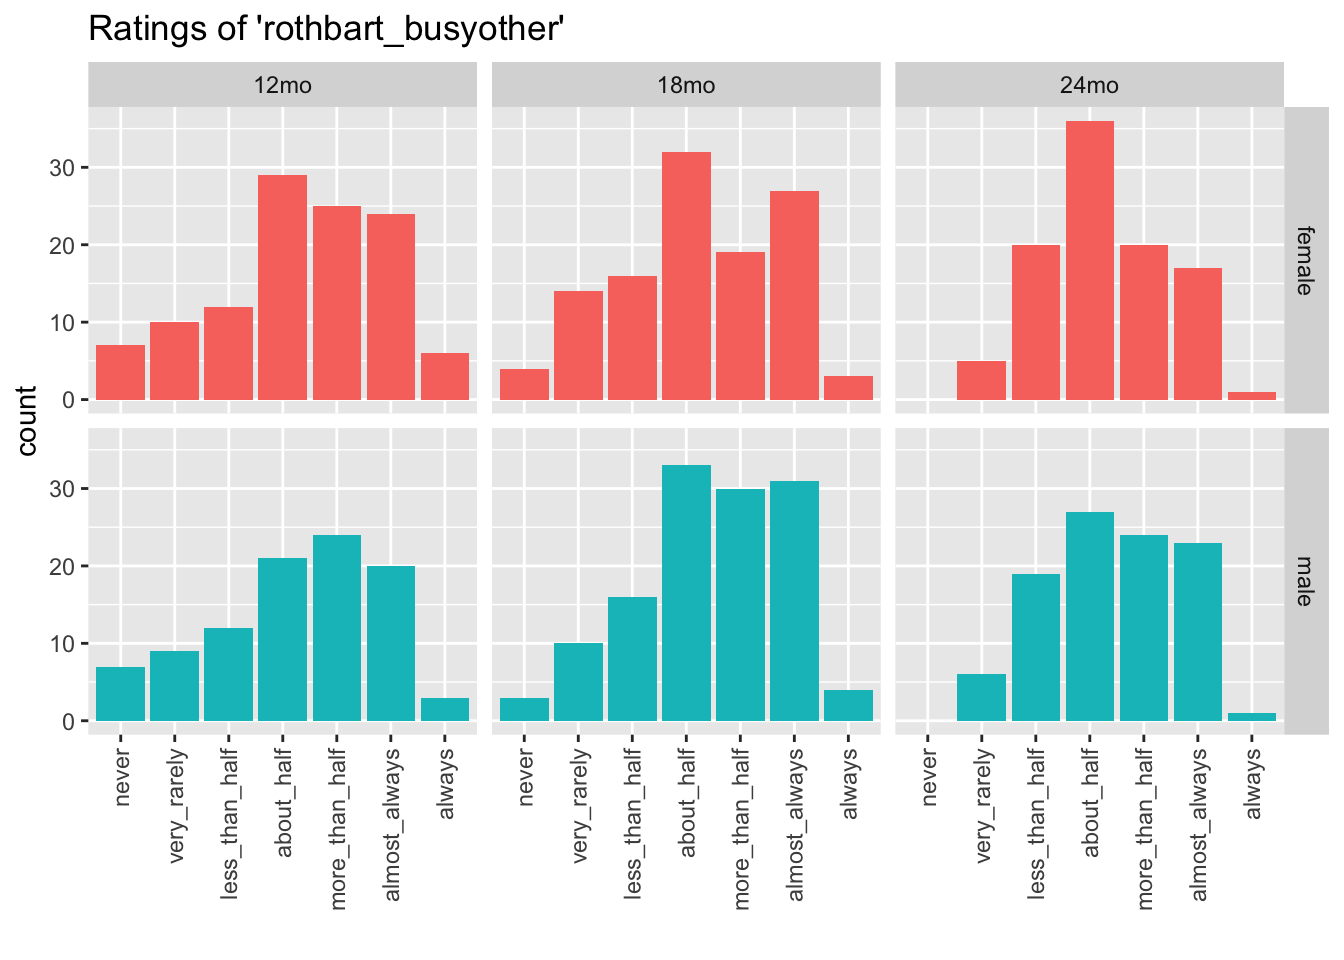 Ratings of 'rothbart_busyother'
12mo 18mo 24mo
30
20
10
0
female
count
30
20
10
0
male
never very_rarely less_than_half about_half more_than_half almost_always always never very_rarely less_than_half about_half more_than_half almost_always always never very_rarely less_than_half about_half more_than_half almost_always always